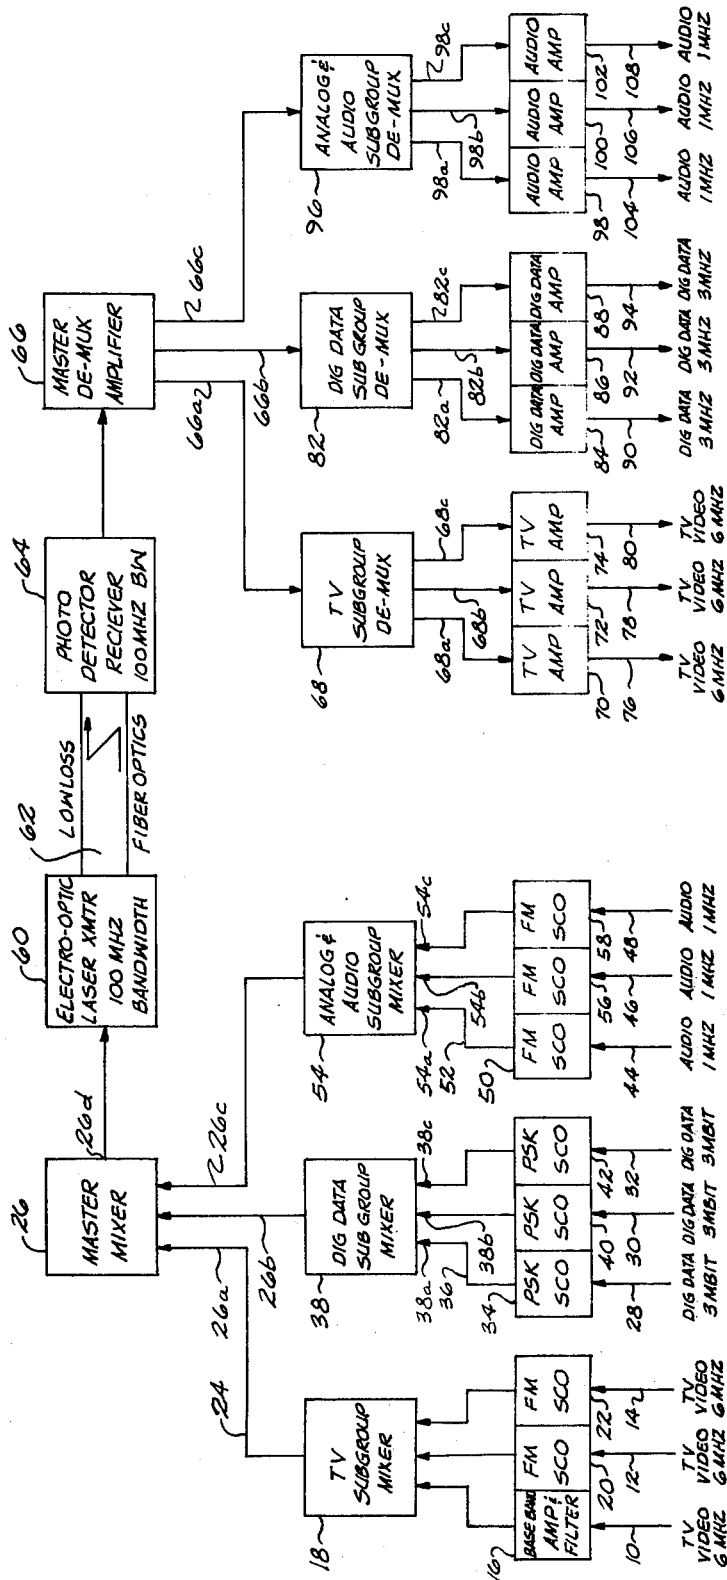 26
MASTER
MIXER
26d
60
ELECTRO-OPTIC
LASER XMTR
100 MHZ
BANDWIDTH
62
LOW LOSS
FIBER OPTICS
64
PHOTO
DETECTOR
RECIEVER
100MHZ BW
66
MASTER
DE-MUX
AMPLIFIER
24
26a
26b
26c
66a
66b
66c
18
TV
SUBGROUP
MIXER
38
DIG DATA
SUB GROUP
MIXER
54
ANALOG &
AUDIO
SUBGROUP
MIXER
68
TV
SUBGROUP
DE-MUX
82
DIG DATA
SUB GROUP
DE-MUX
96
ANALOG &
AUDIO
SUBGROUP
DE-MUX
38a
36
38b
38c
54a
52
54b
54c
68a
68b
68c
82a
82b
82c
98a
98b
98c
16
BASE BAND
AMP &
FILTER
FM
SCO
FM
SCO
34
PSK
SCO
PSK
SCO
PSK
SCO
50
FM
SCO
FM
SCO
FM
SCO
TV
AMP
TV
AMP
TV
AMP
DIG DATA
AMP
DIG DATA
AMP
DIG DATA
AMP
AUDIO
AMP
AUDIO
AMP
AUDIO
AMP
20
22
40
42
56
58
70
72
74
84
86
88
98
100
102
10
12
14
28
30
32
44
46
48
76
78
80
90
92
94
104
106
108
TV
VIDEO
6 MHZ
TV
VIDEO
6 MHZ
TV
VIDEO
6 MHZ
DIG DATA
3 MBIT
DIG DATA
3 MBIT
DIG DATA
3 MBIT
AUDIO
1 MHZ
AUDIO
1 MHZ
AUDIO
1 MHZ
TV
VIDEO
6 MHZ
TV
VIDEO
6 MHZ
TV
VIDEO
6 MHZ
DIG DATA
3 MHZ
DIG DATA
3 MHZ
DIG DATA
3 MHZ
AUDIO
1 MHZ
AUDIO
1 MHZ
AUDIO
1 MHZ